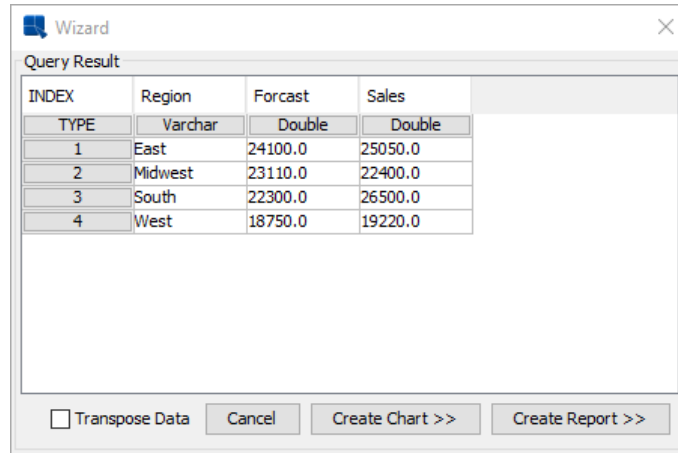 Wizard
Query Result
INDEX Region Forcast Sales
TYPE Varchar Double Double
1 East 24100.0 25050.0
2 Midwest 23110.0 22400.0
3 South 22300.0 26500.0
4 West 18750.0 19220.0
Transpose Data Cancel Create Chart >> Create Report >>